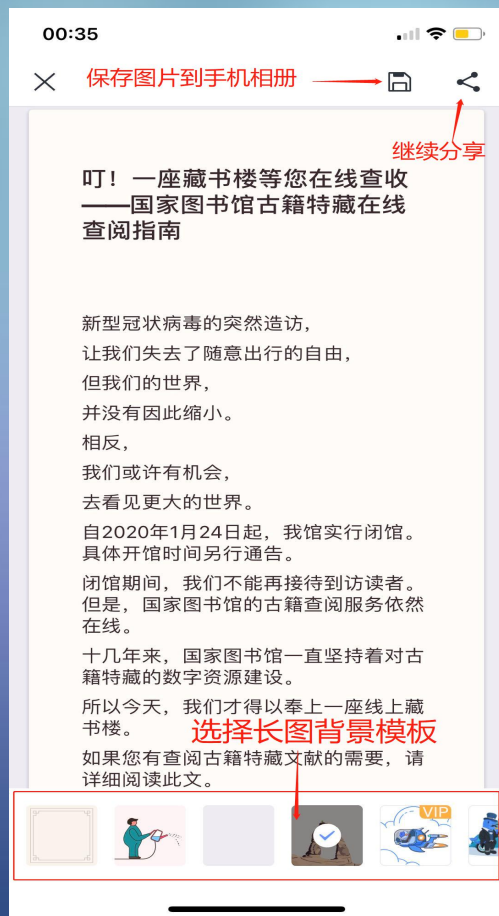 00:35
保存图片到手机相册
继续分享
叮！一座藏书楼等您在线查收
——国家图书馆古籍特藏在线
查阅指南
新型冠状病毒的突然造访，
让我们失去了随意出行的自由，
但我们的世界，
并没有因此缩小。
相反，
我们或许有机会，
去看见更大的世界。
自2020年1月24日起，我馆实行闭馆。
具体开馆时间另行通告。
闭馆期间，我们不能再接待到访读者。
但是，国家图书馆的古籍查阅服务依然
在线。
十几年来，国家图书馆一直坚持着对古
籍特藏的数字资源建设。
所以今天，我们才得以奉上一座线上藏
书楼。
选择长图背景模板
如果您有查阅古籍特藏文献的需要，请
详细阅读此文。
VIP